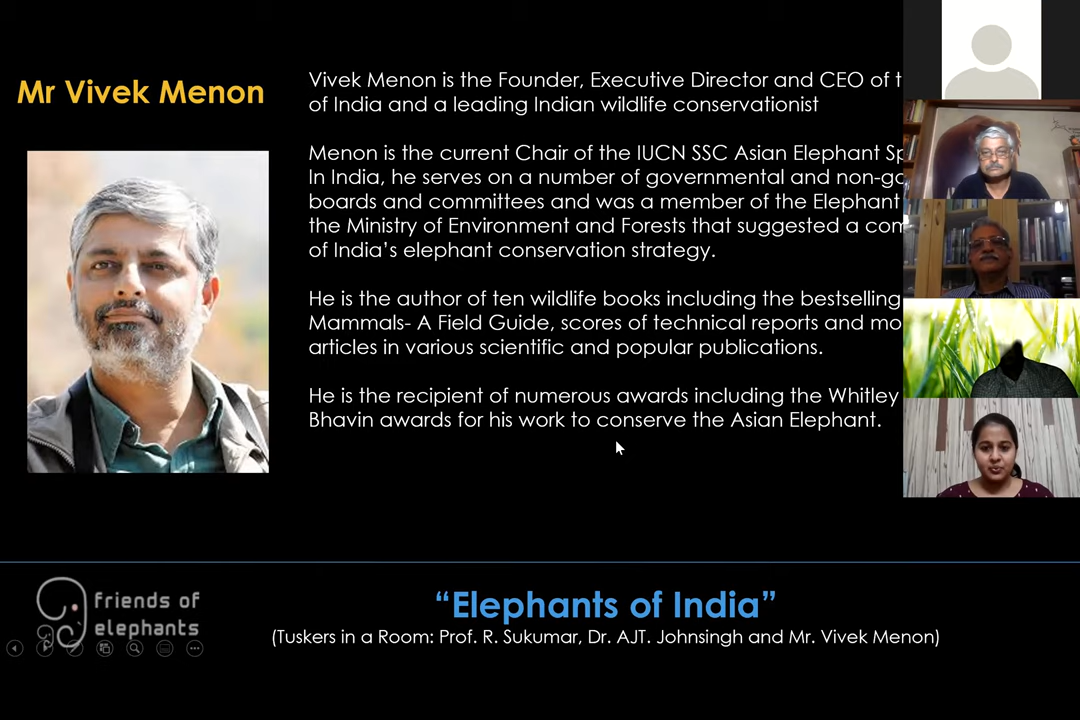 Mr Vivek Menon
Vivek Menon is the Founder, Executive Director and CEO of
of India and a leading Indian wildlife conservationist
Menon is the current Chair of the IUCN SSC Asian Elephant
In India, he serves on a number of governmental and
boards and committees and was a member of the Elephant
the Ministry of Environment and Forests that suggested a
of India's elephant conservation strategy.
He is the author of ten wildlife books including the bestselling
Mammals- A Field Guide, scores of technical reports and
articles in various scientific and popular publications.
He is the recipient of numerous awards including the Whitley
Bhavin awards for his work to conserve the Asian Elephant.
friends of
elephants
“Elephants of India”
(Tuskers in a Room: Prof. R. Sukumar, Dr. AJT. Johnsingh and Mr. Vivek Menon)